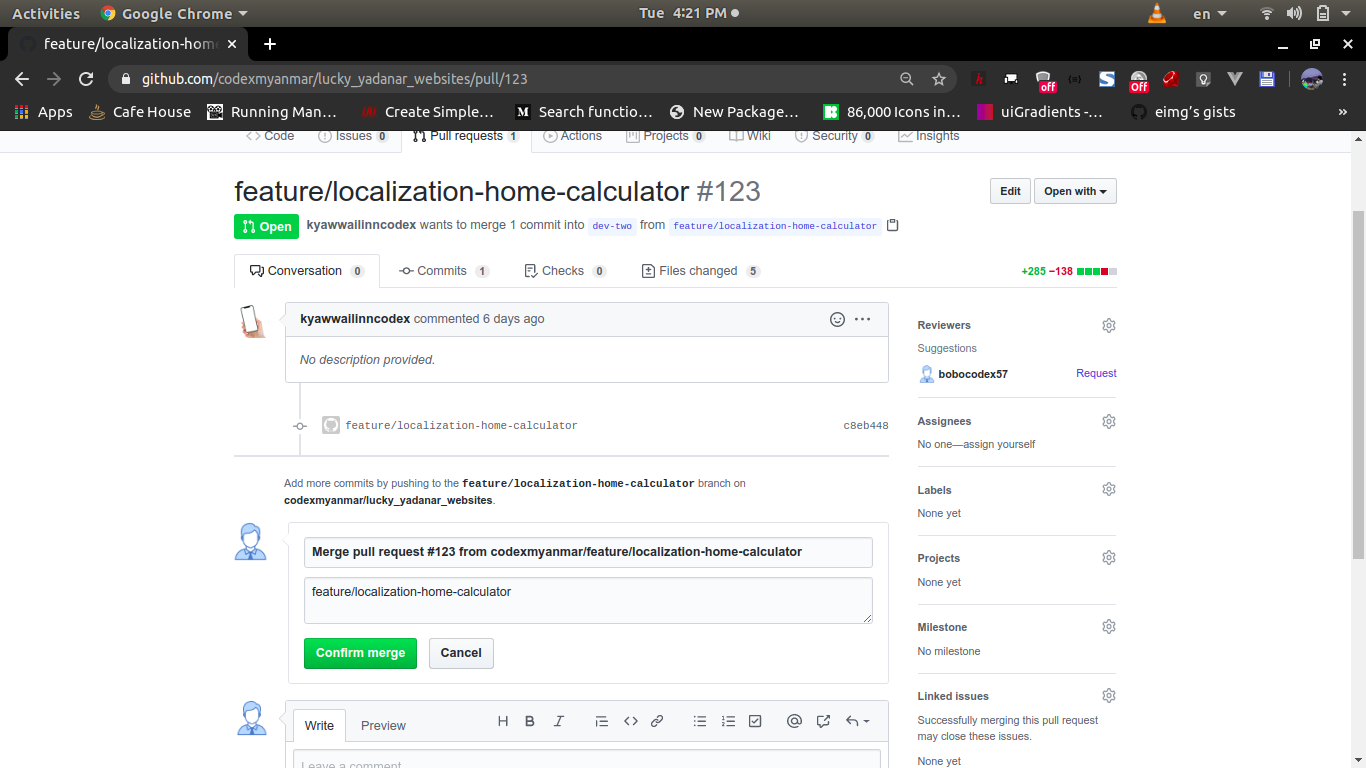 Activities Google Chrome Tue 4:21 PM en
feature/localization-hom
github.com/codexmyanmar/lucky_yadanar_websites/pull/123
off Off
Apps Cafe House Running Man… Create Simple… Search functio… New Package… 86,000 Icons in… uiGradients -… eimg's gists »
Code Issues 0 Pull requests 1 Actions Projects 0 Wiki Security 0 Insights
feature/localization-home-calculator #123
Edit Open with
Open kyawwailinncodex wants to merge 1 commit into dev-two from feature/localization-home-calculator
Conversation 0 Commits 1 Checks 0 Files changed 5 +285 −138
kyawwailinncodex commented 6 days ago
No description provided.
feature/localization-home-calculator c8eb448
Add more commits by pushing to the feature/localization-home-calculator branch on
codexmyanmar/lucky_yadanar_websites.
Merge pull request #123 from codexmyanmar/feature/localization-home-calculator
feature/localization-home-calculator
Confirm merge Cancel
Write Preview H B I
Leave a comment
Reviewers
Suggestions
bobocodex57 Request
Assignees
No one—assign yourself
Labels
None yet
Projects
None yet
Milestone
No milestone
Linked issues
Successfully merging this pull request
may close these issues.
None yet